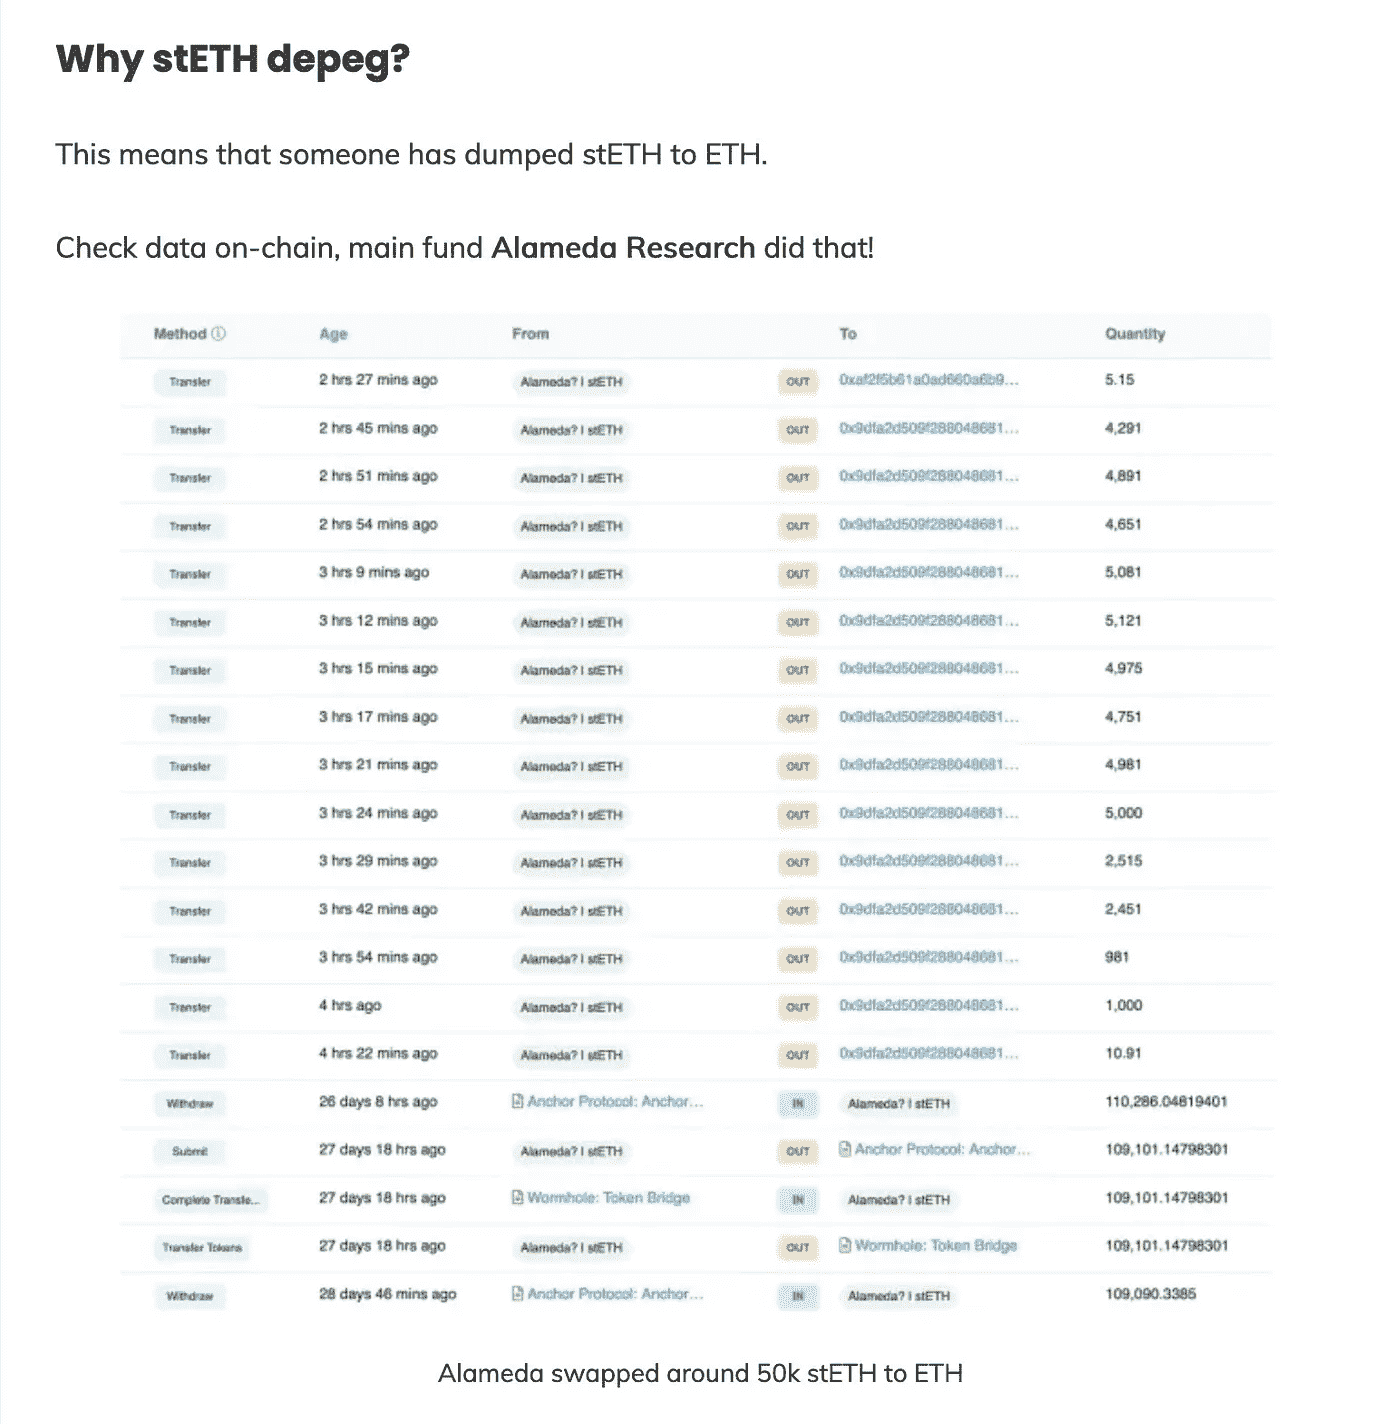 Why stETH depeg?
This means that someone has dumped stETH to ETH.
Check data on-chain, main fund Alameda Research did that!
Method Age From To Quantity
Transfer 2 hrs 27 mins ago Alameda? | stETH OUT 5.15
Transfer 2 hrs 45 mins ago Alameda? | stETH OUT 0x9dfa2d509f288048681... 4,291
Transfer 2 hrs 51 mins ago Alameda? | stETH OUT 0x9dfa2d509f288048681... 4,891
Transfer 2 hrs 54 mins ago Alameda? | stETH OUT 0x9dfa2d509f288048681... 4,651
Transfer 3 hrs 9 mins ago Alameda? | stETH OUT 0x9dfa2d509f288048681... 5,081
Transfer 3 hrs 12 mins ago Alameda? | stETH OUT 0x9dfa2d509f288048681... 5,121
Transfer 3 hrs 15 mins ago Alameda? | stETH OUT 0x9dfa2d509f288048681... 4,975
Transfer 3 hrs 17 mins ago Alameda? | stETH OUT 0x9dfa2d509f288048681... 4,751
Transfer 3 hrs 21 mins ago Alameda? | stETH OUT 0x9dfa2d509f288048681... 4,981
Transfer 3 hrs 24 mins ago Alameda? | stETH OUT 0x9dfa2d509f288048681... 5,000
Transfer 3 hrs 29 mins ago Alameda? | stETH OUT 0x9dfa2d509f288048681... 2,515
Transfer 3 hrs 42 mins ago Alameda? | stETH OUT 0x9dfa2d509f288048681... 2,451
Transfer 3 hrs 54 mins ago Alameda? | stETH OUT 0x9dfa2d509f288048681... 981
Transfer 4 hrs ago Alameda? | stETH OUT 0x9dfa2d509f288048681... 1,000
Transfer 4 hrs 22 mins ago Alameda? | stETH OUT 0x9dfa2d509f288048681... 10.91
Withdraw 26 days 8 hrs ago Anchor Protocol: Anchor... IN Alameda? | stETH 110,286.04819401
Submit 27 days 18 hrs ago Alameda? | stETH OUT Anchor Protocol: Anchor... 109,101.14798301
Complete Transfe... 27 days 18 hrs ago Wormhole: Token Bridge IN Alameda? | stETH 109,101.14798301
Transfer Tokens 27 days 18 hrs ago Alameda? | stETH OUT Wormhole: Token Bridge 109,101.14798301
Withdraw 28 days 46 mins ago Anchor Protocol: Anchor... IN Alameda? | stETH 109,090.3385
Alameda swapped around 50k stETH to ETH